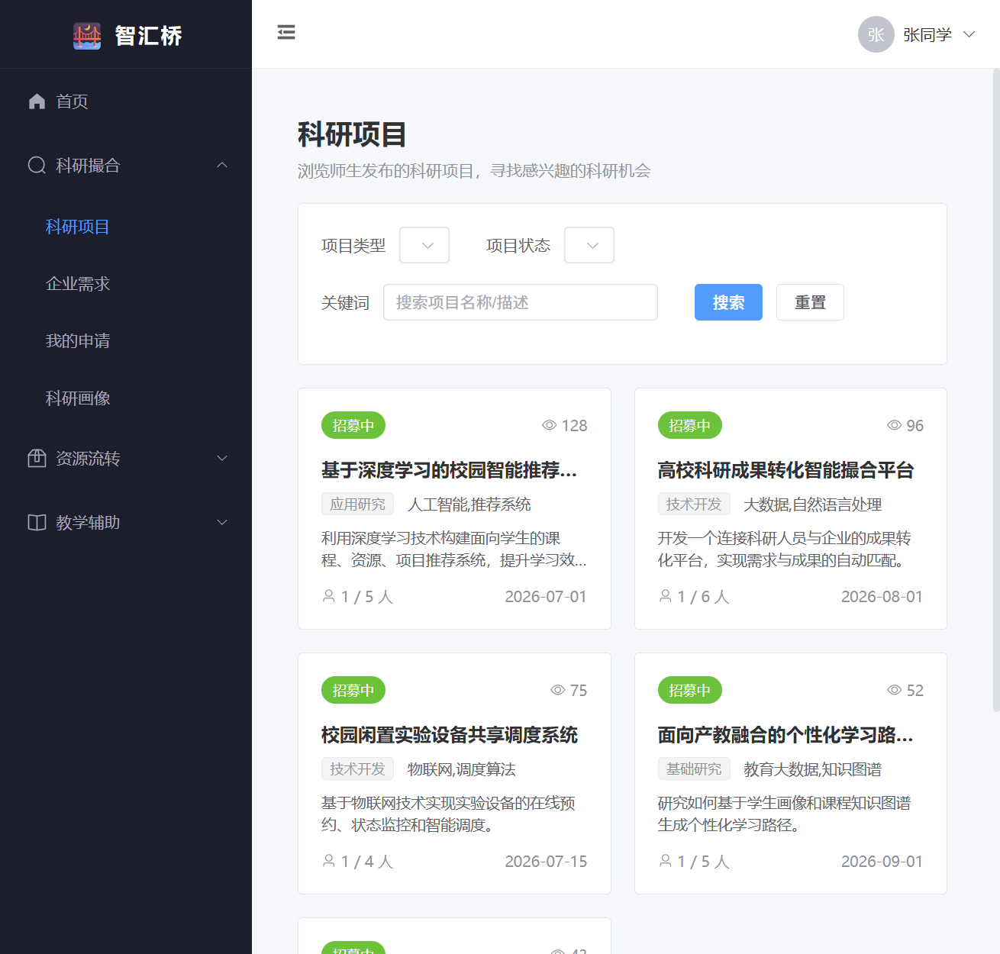 智汇桥
张
张同学
首页
科研撮合
科研项目
企业需求
我的申请
科研画像
资源流转
教学辅助
科研项目
浏览师生发布的科研项目，寻找感兴趣的科研机会
项目类型
项目状态
关键词
搜索项目名称/描述
搜索
重置
招募中
128
基于深度学习的校园智能推荐...
应用研究
人工智能,推荐系统
利用深度学习技术构建面向学生的课
程、资源、项目推荐系统，提升学习效...
1 / 5 人
2026-07-01
招募中
96
高校科研成果转化智能撮合平台
技术开发
大数据,自然语言处理
开发一个连接科研人员与企业的成果转
化平台，实现需求与成果的自动匹配。
1 / 6 人
2026-08-01
招募中
75
校园闲置实验设备共享调度系统
技术开发
物联网,调度算法
基于物联网技术实现实验设备的在线预
约、状态监控和智能调度。
1 / 4 人
2026-07-15
招募中
52
面向产教融合的个性化学习路...
基础研究
教育大数据,知识图谱
研究如何基于学生画像和课程知识图谱
生成个性化学习路径。
1 / 5 人
2026-09-01
招募中